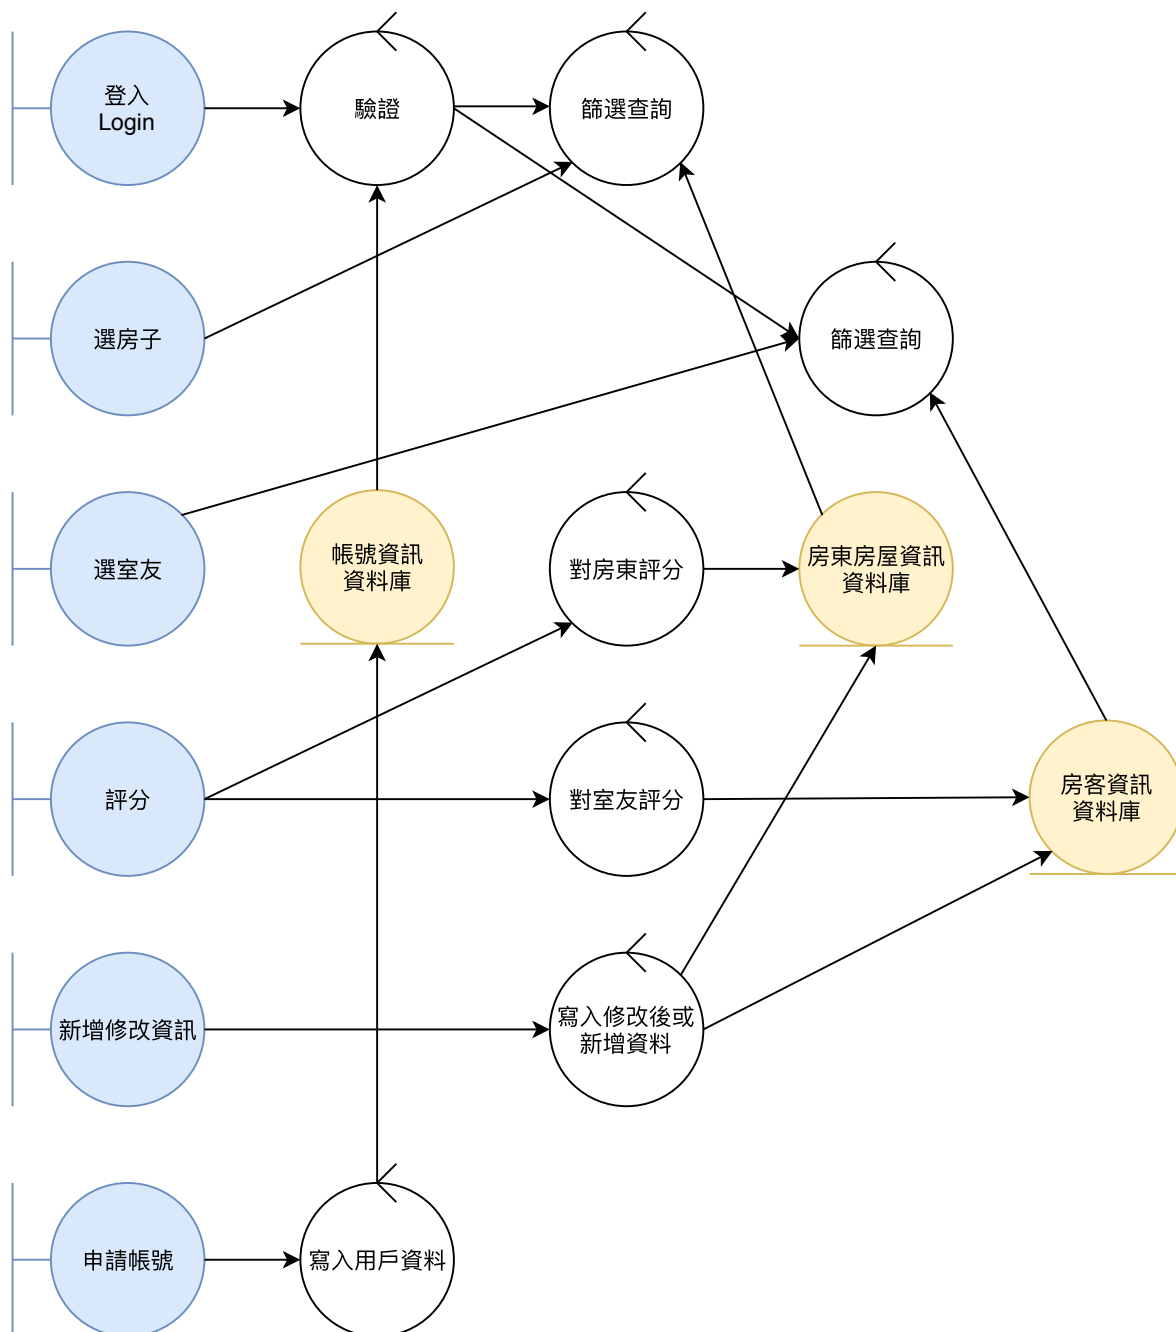 登入
Login
驗證
篩選查詢
選房子
篩選查詢
選室友
帳號資訊
資料庫
對房東評分
房東房屋資訊
資料庫
評分
對室友評分
房客資訊
資料庫
新增修改資訊
寫入修改後或
新增資料
申請帳號
寫入用戶資料